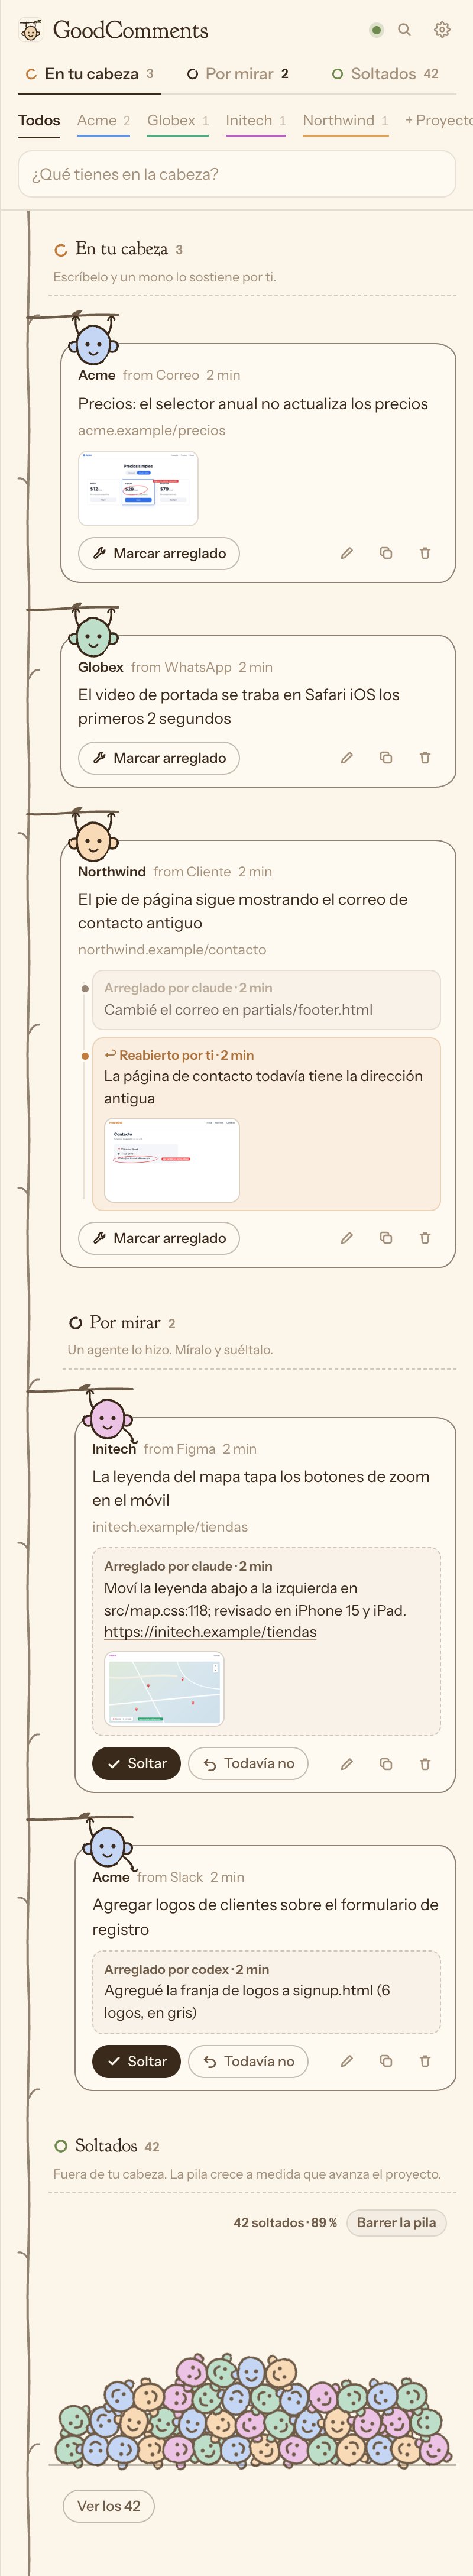 GoodComments
En tu cabeza 3
Por mirar 2
Soltados 42
Todos
Acme 2
Globex 1
Initech 1
Northwind 1
+ Proyecto
¿Qué tienes en la cabeza?
En tu cabeza 3
Escríbelo y un mono lo sostiene por ti.
Acme from Correo 2 min
Precios: el selector anual no actualiza los precios
acme.example/precios
Precios simples
Marcar arreglado
Globex from WhatsApp 2 min
El video de portada se traba en Safari iOS los
primeros 2 segundos
Marcar arreglado
Northwind from Cliente 2 min
El pie de página sigue mostrando el correo de
contacto antiguo
northwind.example/contacto
Arreglado por claude · 2 min
Cambié el correo en partials/footer.html
Reabierto por ti · 2 min
La página de contacto todavía tiene la dirección
antigua
Contacto
Marcar arreglado
Por mirar 2
Un agente lo hizo. Míralo y suéltalo.
Initech from Figma 2 min
La leyenda del mapa tapa los botones de zoom
en el móvil
initech.example/tiendas
Arreglado por claude · 2 min
Moví la leyenda abajo a la izquierda en
src/map.css:118; revisado en iPhone 15 y iPad.
https://initech.example/tiendas
Soltar
Todavía no
Acme from Slack 2 min
Agregar logos de clientes sobre el formulario de
registro
Arreglado por codex · 2 min
Agregué la franja de logos a signup.html (6
logos, en gris)
Soltar
Todavía no
Soltados 42
Fuera de tu cabeza. La pila crece a medida que avanza el proyecto.
42 soltados · 89 %
Barrer la pila
Ver los 42